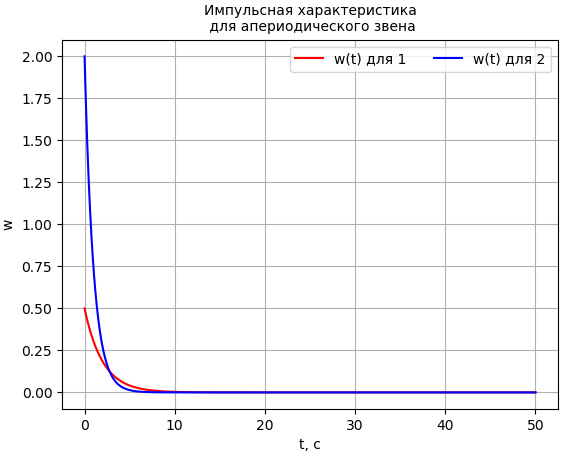 Импульсная характеристика
для апериодического звена
w(t) для 1
w(t) для 2
2.00
1.75
1.50
1.25
1.00
0.75
0.50
0.25
0.00
w
0 10 20 30 40 50
t, c